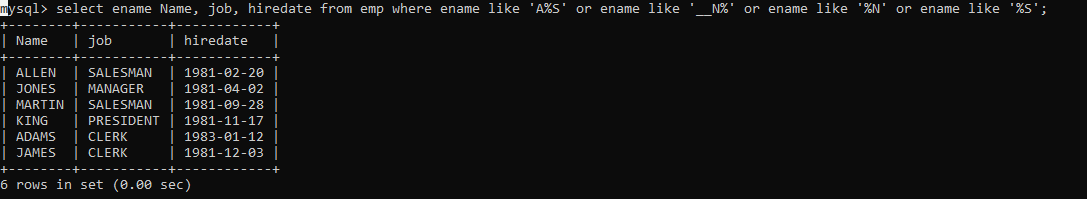 mysql> select ename Name, job, hiredate from emp where ename like 'A%S' or ename like '__N%' or ename like '%N' or ename like '%S';
+--------+-----------+------------+
| Name   | job       | hiredate   |
+--------+-----------+------------+
| ALLEN  | SALESMAN  | 1981-02-20 |
| JONES  | MANAGER   | 1981-04-02 |
| MARTIN | SALESMAN  | 1981-09-28 |
| KING   | PRESIDENT | 1981-11-17 |
| ADAMS  | CLERK     | 1983-01-12 |
| JAMES  | CLERK     | 1981-12-03 |
+--------+-----------+------------+
6 rows in set (0.00 sec)